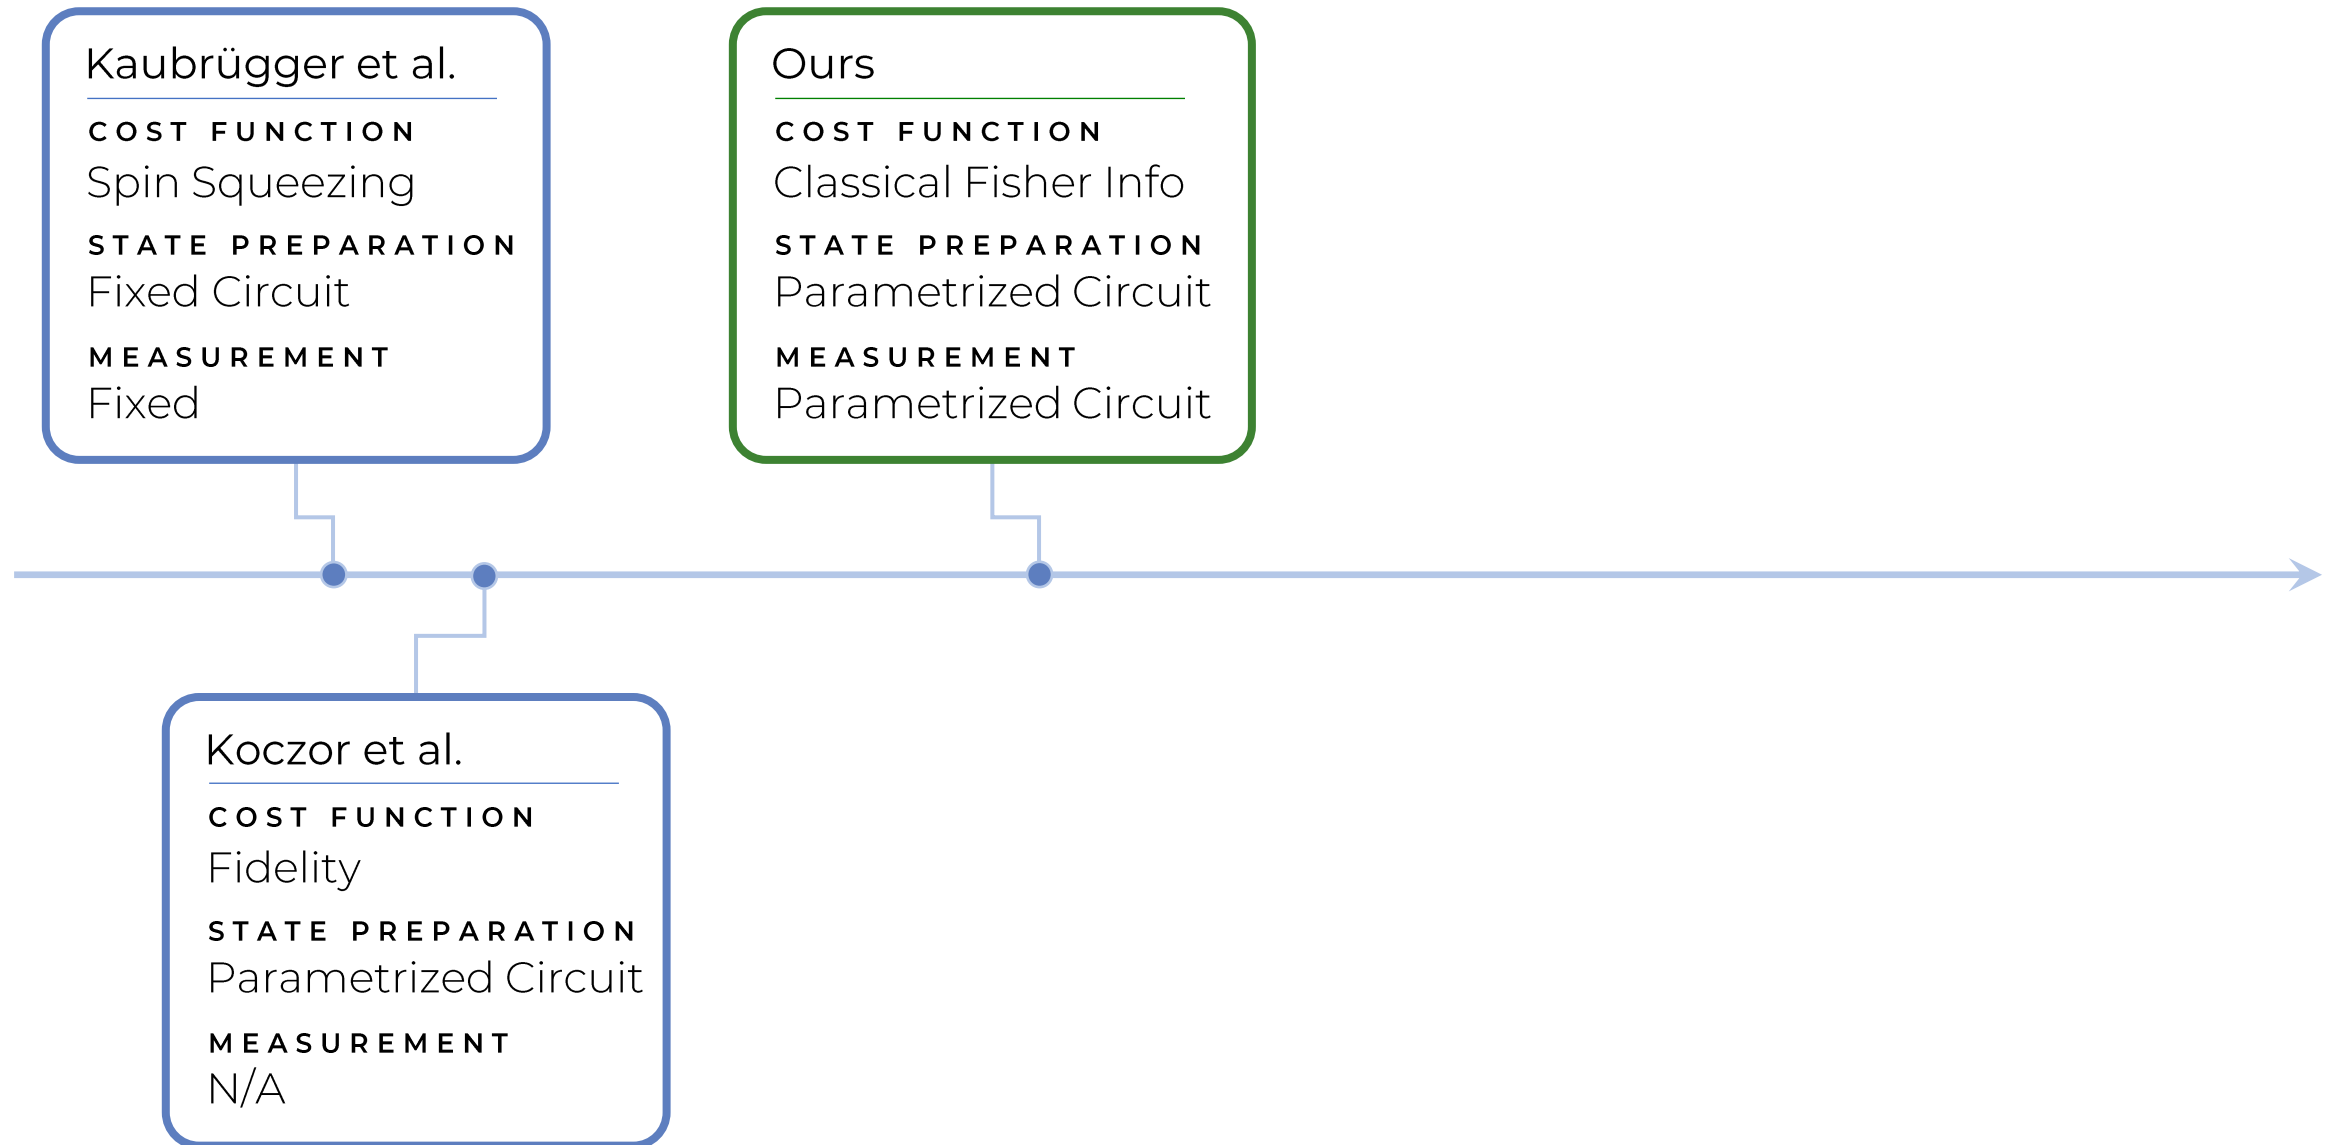 Kaubrügger et al.
COST FUNCTION
Spin Squeezing
STATE PREPARATION
Fixed Circuit
MEASUREMENT
Fixed
Ours
COST FUNCTION
Classical Fisher Info
STATE PREPARATION
Parametrized Circuit
MEASUREMENT
Parametrized Circuit
Koczor et al.
COST FUNCTION
Fidelity
STATE PREPARATION
Parametrized Circuit
MEASUREMENT
N/A